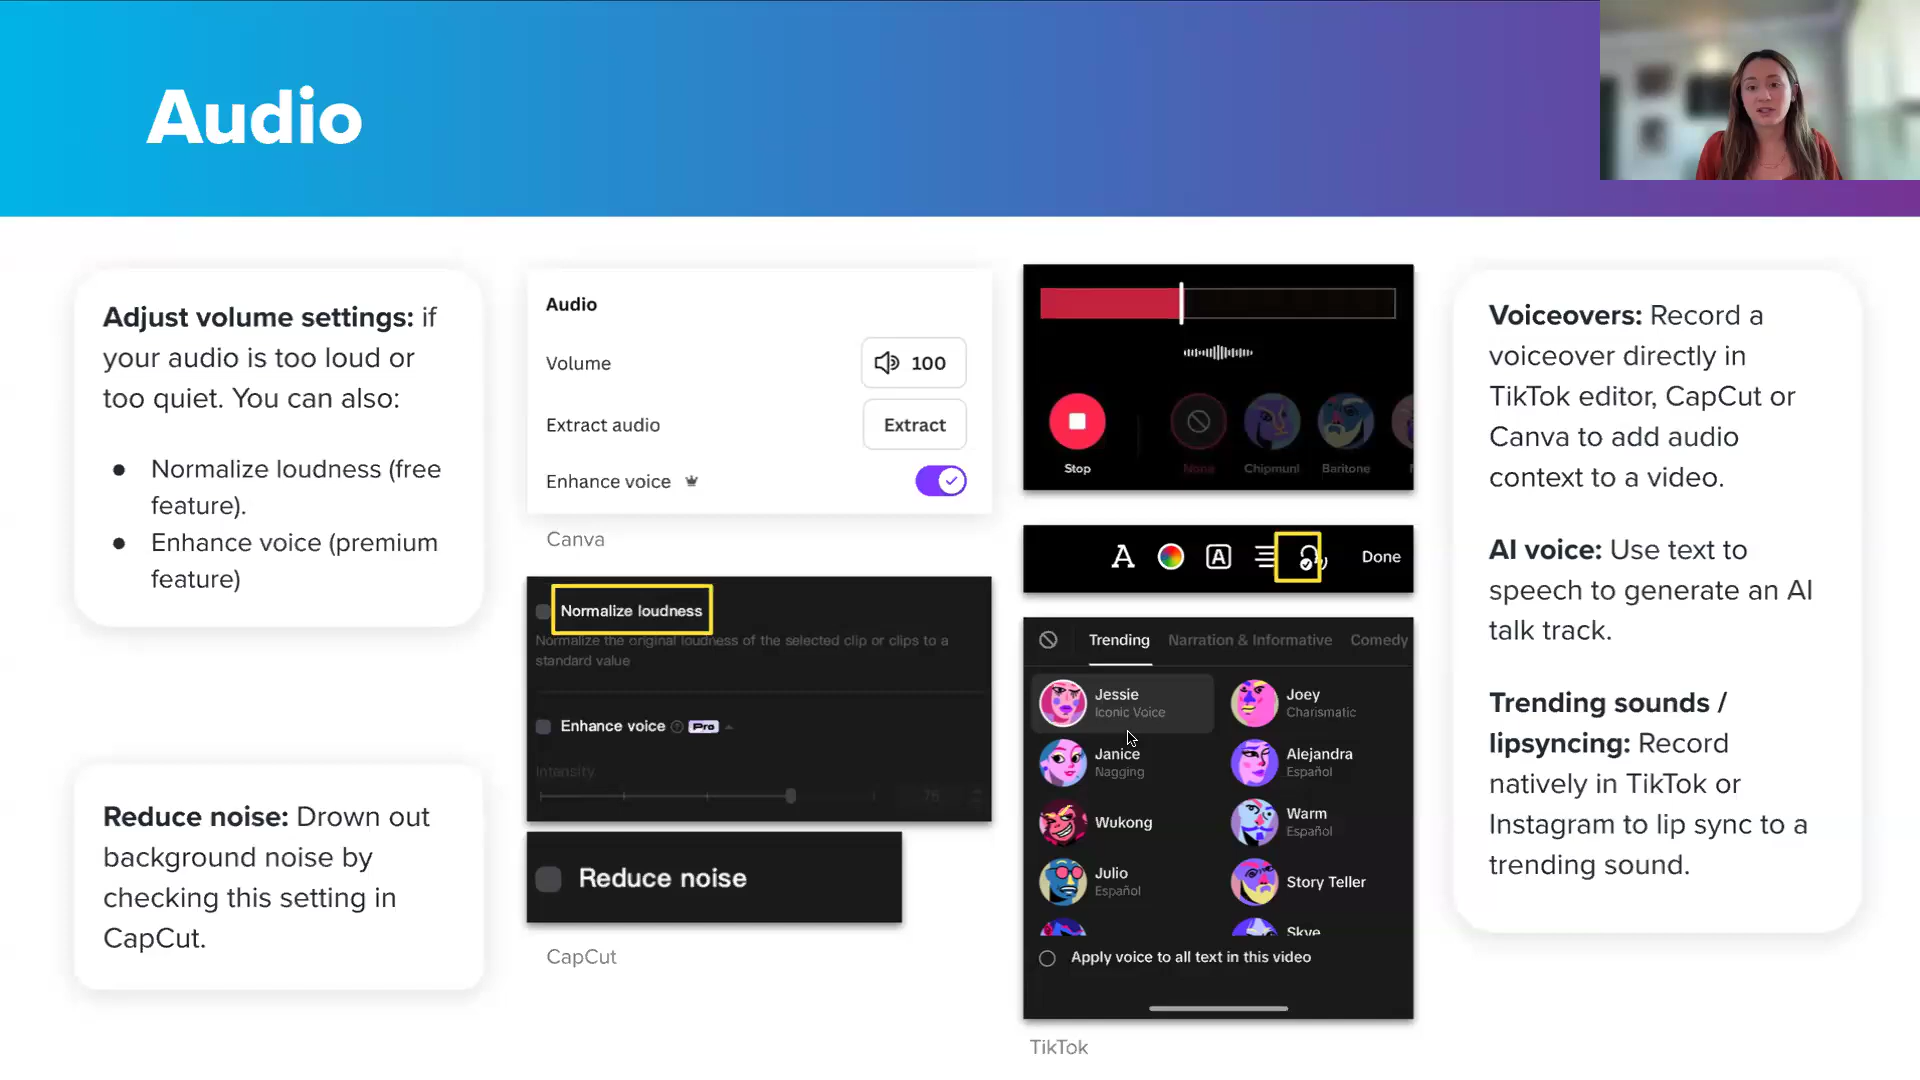 Audio
Adjust volume settings: if
your audio is too loud or
too quiet. You can also:
● Normalize loudness (free
feature).
● Enhance voice (premium
feature)
Reduce noise: Drown out
background noise by
checking this setting in
CapCut.
Audio
Volume
100
Extract audio
Extract
Enhance voice
Canva
Normalize loudness
Normalize the original loudness of the selected clip or clips to a
standard value
Enhance voice Pro
Intensity
76
Reduce noise
CapCut
Stop
None
Chipmunl
Baritone
A
A
Done
Trending
Narration & Informative
Comedy
Jessie
Iconic Voice
Joey
Charismatic
Janice
Nagging
Alejandra
Español
Wukong
Warm
Español
Julio
Español
Story Teller
Skye
Apply voice to all text in this video
TikTok
Voiceovers: Record a
voiceover directly in
TikTok editor, CapCut or
Canva to add audio
context to a video.
AI voice: Use text to
speech to generate an AI
talk track.
Trending sounds /
lipsyncing: Record
natively in TikTok or
Instagram to lip sync to a
trending sound.